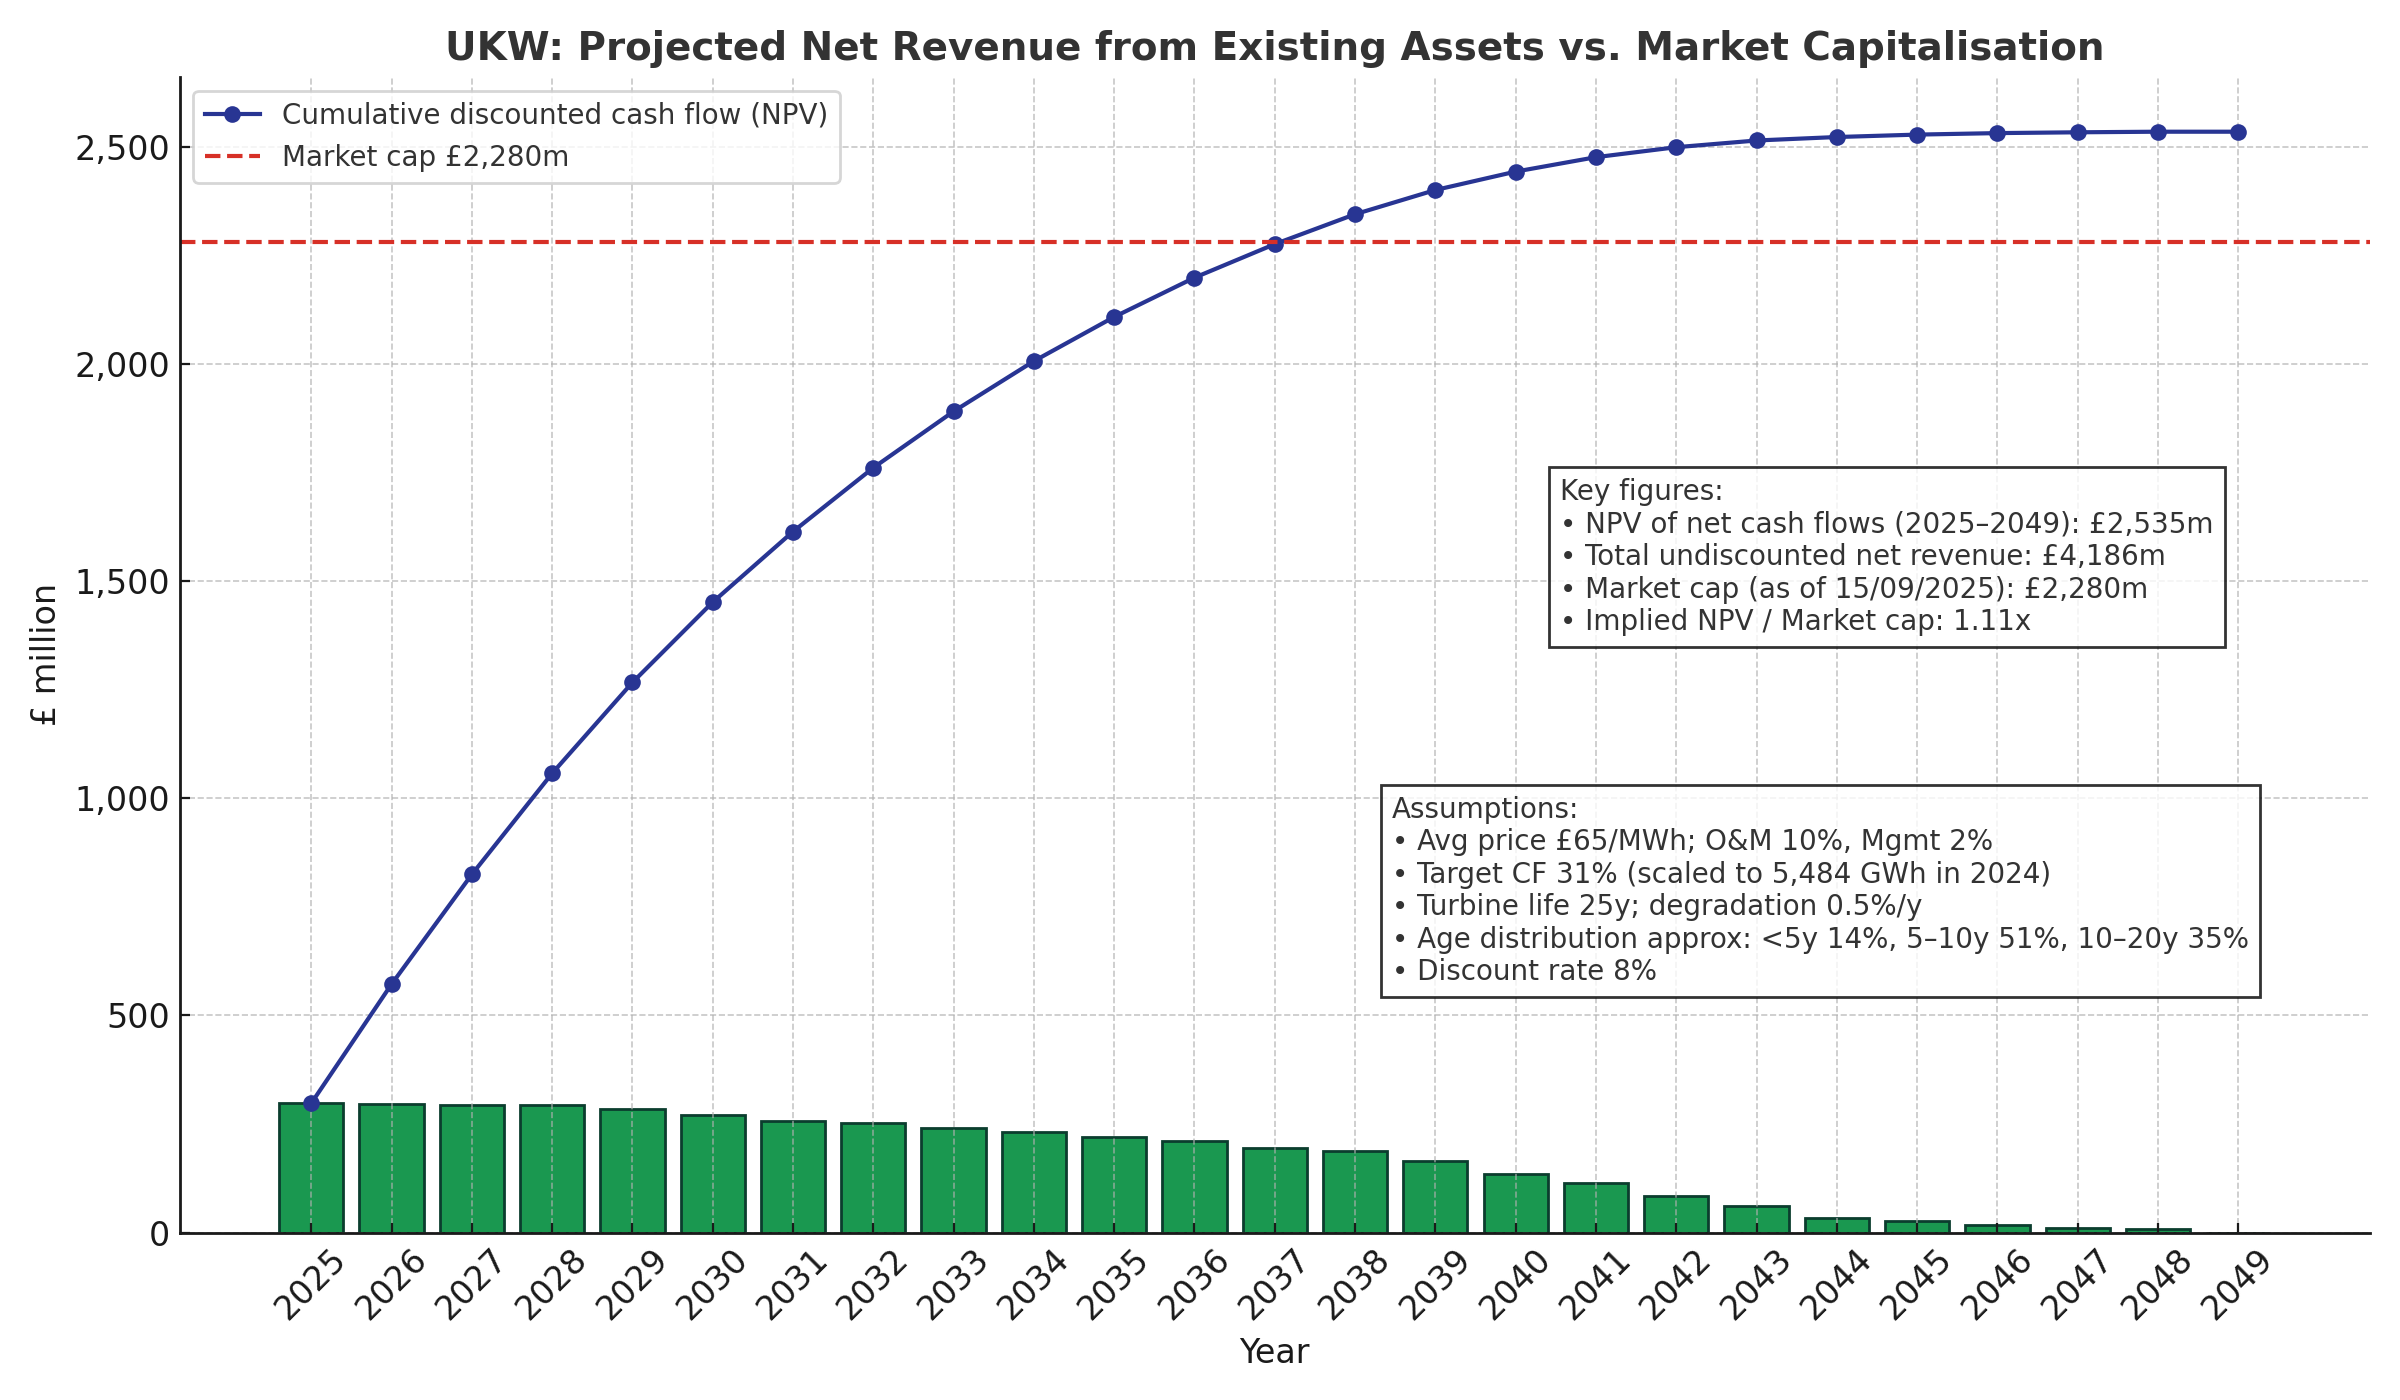 UKW: Projected Net Revenue from Existing Assets vs. Market Capitalisation
Cumulative discounted cash flow (NPV)
Market cap £2,280m
£ million
2,500
2,000
1,500
1,000
500
0
Key figures:
• NPV of net cash flows (2025–2049): £2,535m
• Total undiscounted net revenue: £4,186m
• Market cap (as of 15/09/2025): £2,280m
• Implied NPV / Market cap: 1.11x
Assumptions:
• Avg price £65/MWh; O&M 10%, Mgmt 2%
• Target CF 31% (scaled to 5,484 GWh in 2024)
• Turbine life 25y; degradation 0.5%/y
• Age distribution approx: <5y 14%, 5–10y 51%, 10–20y 35%
• Discount rate 8%
2025 2026 2027 2028 2029 2030 2031 2032 2033 2034 2035 2036 2037 2038 2039 2040 2041 2042 2043 2044 2045 2046 2047 2048 2049
Year